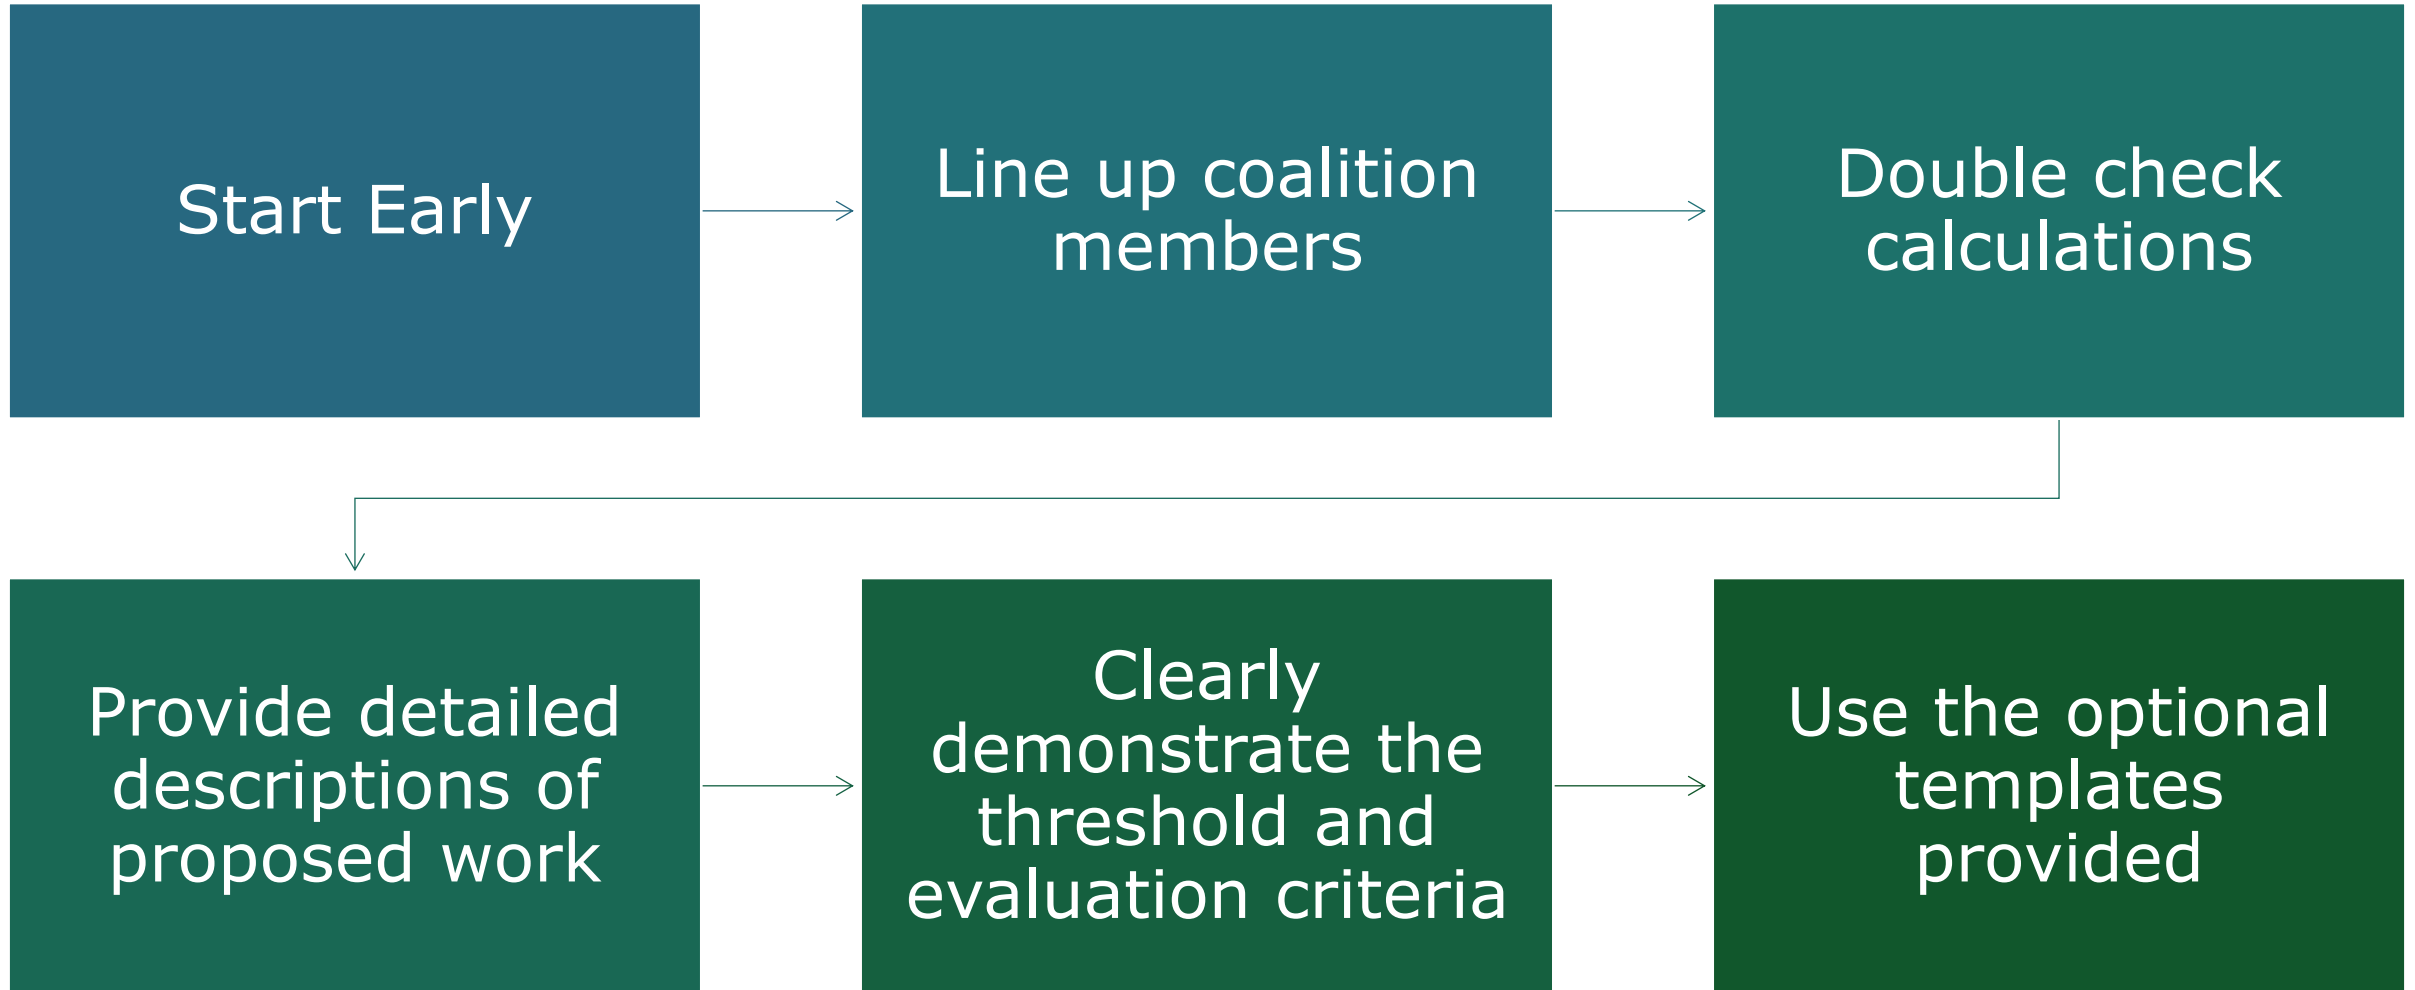 Start Early
Line up coalition
members
Double check
calculations
Provide detailed
descriptions of
proposed work
Clearly
demonstrate the
threshold and
evaluation criteria
Use the optional
templates
provided